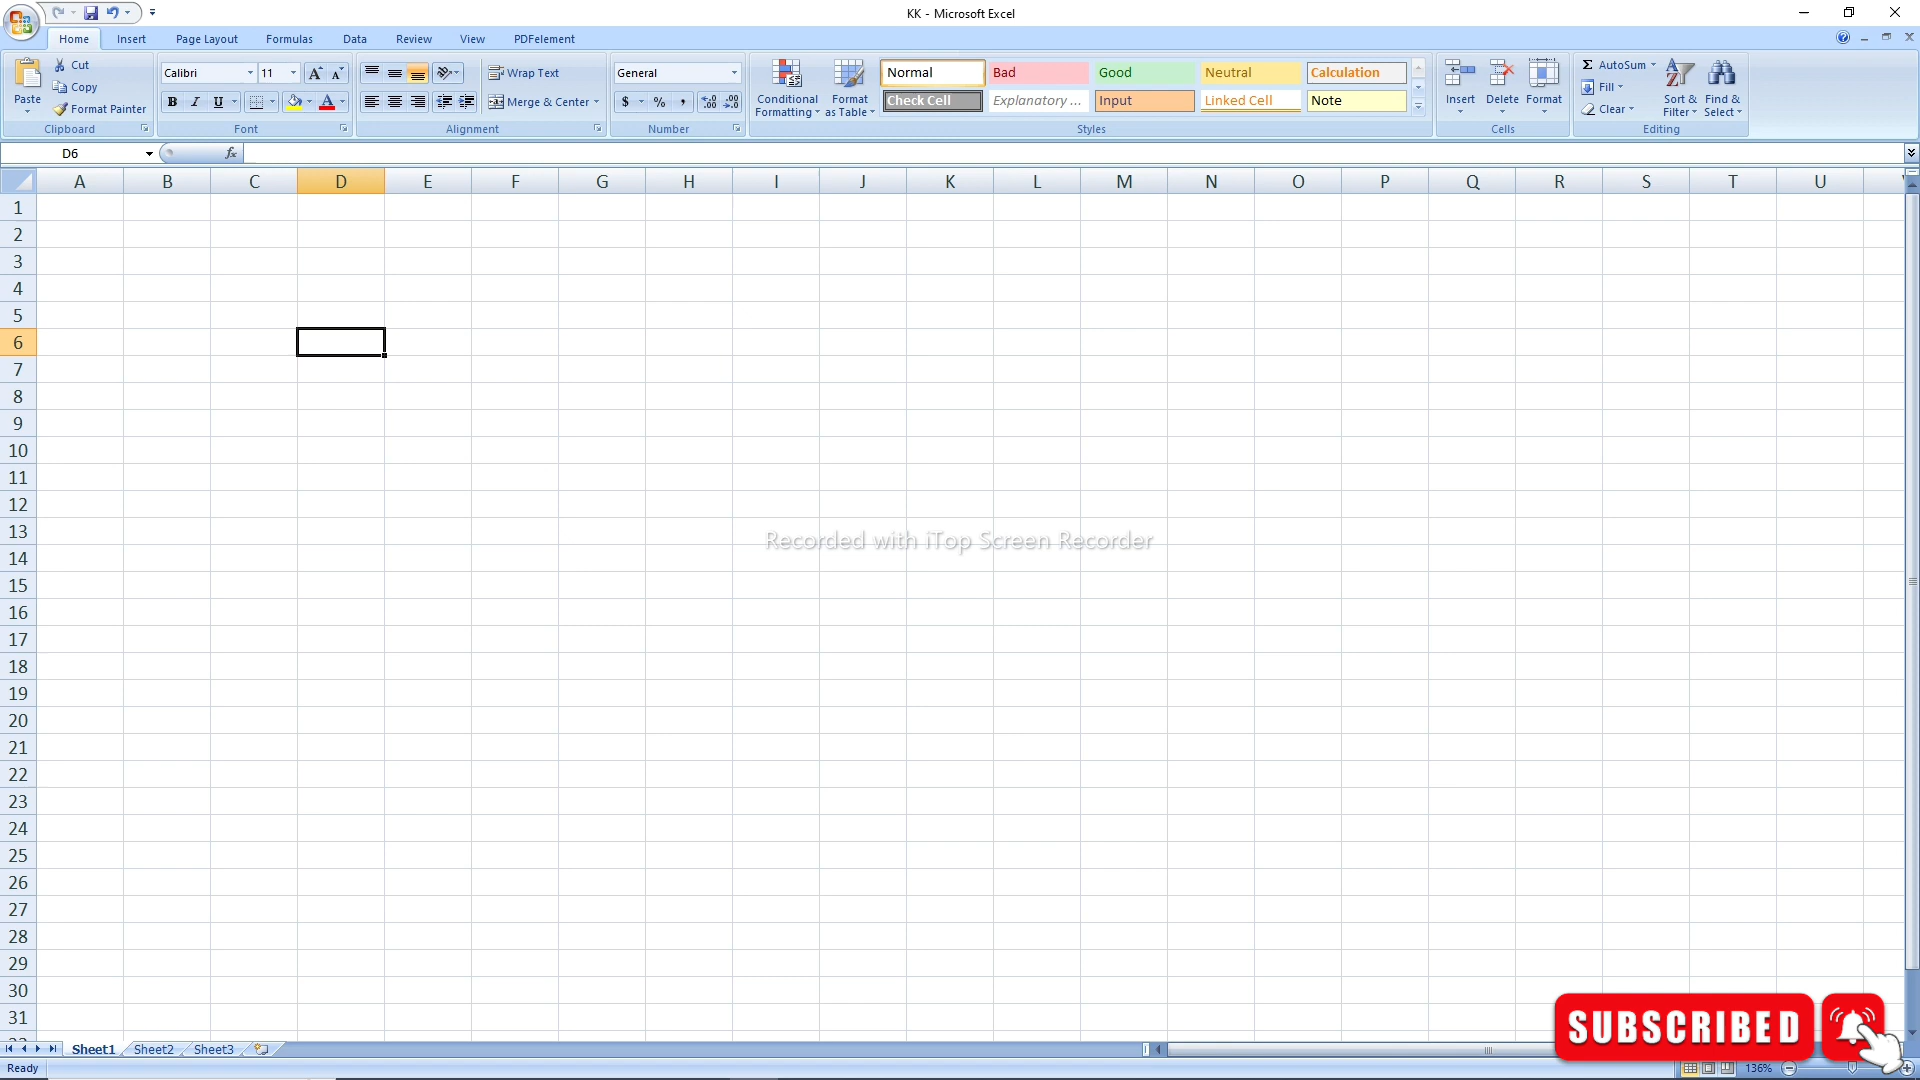 KK - Microsoft Excel
Home Insert Page Layout Formulas Data Review View PDFelement
Paste Cut Copy Format Painter
Clipboard
Calibri 11
B I U A A A
Font
Wrap Text
Merge & Center
Alignment
General
$ % ,
Number
Conditional Formatting
Format as Table
Normal Bad Good Neutral Calculation
Check Cell Explanatory ... Input Linked Cell Note
Styles
Insert Delete Format
Cells
Σ AutoSum
Fill
Clear
Sort & Filter
Find & Select
Editing
D6 fx
A B C D E F G H I J K L M N O P Q R S T U
1
2
3
4
5
6
7
8
9
10
11
12
13
Recorded with iTop Screen Recorder
14
15
16
17
18
19
20
21
22
23
24
25
26
27
28
29
30
31
SUBSCRIBED
Sheet1 Sheet2 Sheet3
Ready 136%